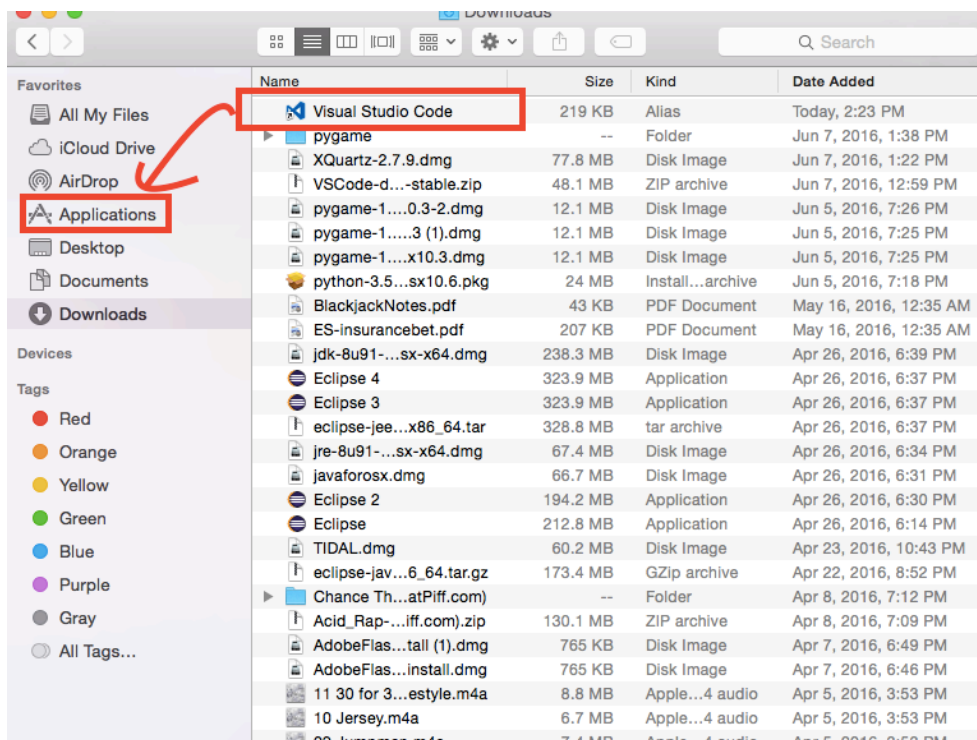 Downloads
Search
Favorites
All My Files
iCloud Drive
AirDrop
Applications
Desktop
Documents
Downloads
Devices
Tags
Red
Orange
Yellow
Green
Blue
Purple
Gray
All Tags...
Name Size Kind Date Added
Visual Studio Code 219 KB Alias Today, 2:23 PM
pygame -- Folder Jun 7, 2016, 1:38 PM
XQuartz-2.7.9.dmg 77.8 MB Disk Image Jun 7, 2016, 1:22 PM
VSCode-d...-stable.zip 48.1 MB ZIP archive Jun 7, 2016, 12:59 PM
pygame-1....0.3-2.dmg 12.1 MB Disk Image Jun 5, 2016, 7:26 PM
pygame-1.....3 (1).dmg 12.1 MB Disk Image Jun 5, 2016, 7:25 PM
pygame-1....x10.3.dmg 12.1 MB Disk Image Jun 5, 2016, 7:25 PM
python-3.5...sx10.6.pkg 24 MB Install...archive Jun 5, 2016, 7:18 PM
BlackjackNotes.pdf 43 KB PDF Document May 16, 2016, 12:35 AM
ES-insurancebet.pdf 207 KB PDF Document May 16, 2016, 12:35 AM
jdk-8u91-...sx-x64.dmg 238.3 MB Disk Image Apr 26, 2016, 6:39 PM
Eclipse 4 323.9 MB Application Apr 26, 2016, 6:37 PM
Eclipse 3 323.9 MB Application Apr 26, 2016, 6:37 PM
eclipse-jee...x86_64.tar 328.8 MB tar archive Apr 26, 2016, 6:37 PM
jre-8u91-...sx-x64.dmg 67.4 MB Disk Image Apr 26, 2016, 6:34 PM
javaforosx.dmg 66.7 MB Disk Image Apr 26, 2016, 6:31 PM
Eclipse 2 194.2 MB Application Apr 26, 2016, 6:30 PM
Eclipse 212.8 MB Application Apr 26, 2016, 6:14 PM
TIDAL.dmg 60.2 MB Disk Image Apr 23, 2016, 10:43 PM
eclipse-jav...6_64.tar.gz 173.4 MB GZip archive Apr 22, 2016, 8:52 PM
Chance Th...atPiff.com) -- Folder Apr 8, 2016, 7:12 PM
Acid_Rap-...iff.com).zip 130.1 MB ZIP archive Apr 8, 2016, 7:09 PM
AdobeFlas...tall (1).dmg 765 KB Disk Image Apr 7, 2016, 6:49 PM
AdobeFlas...install.dmg 765 KB Disk Image Apr 7, 2016, 6:46 PM
11 30 for 3...estyle.m4a 8.8 MB Apple...4 audio Apr 5, 2016, 3:53 PM
10 Jersey.m4a 6.7 MB Apple...4 audio Apr 5, 2016, 3:53 PM